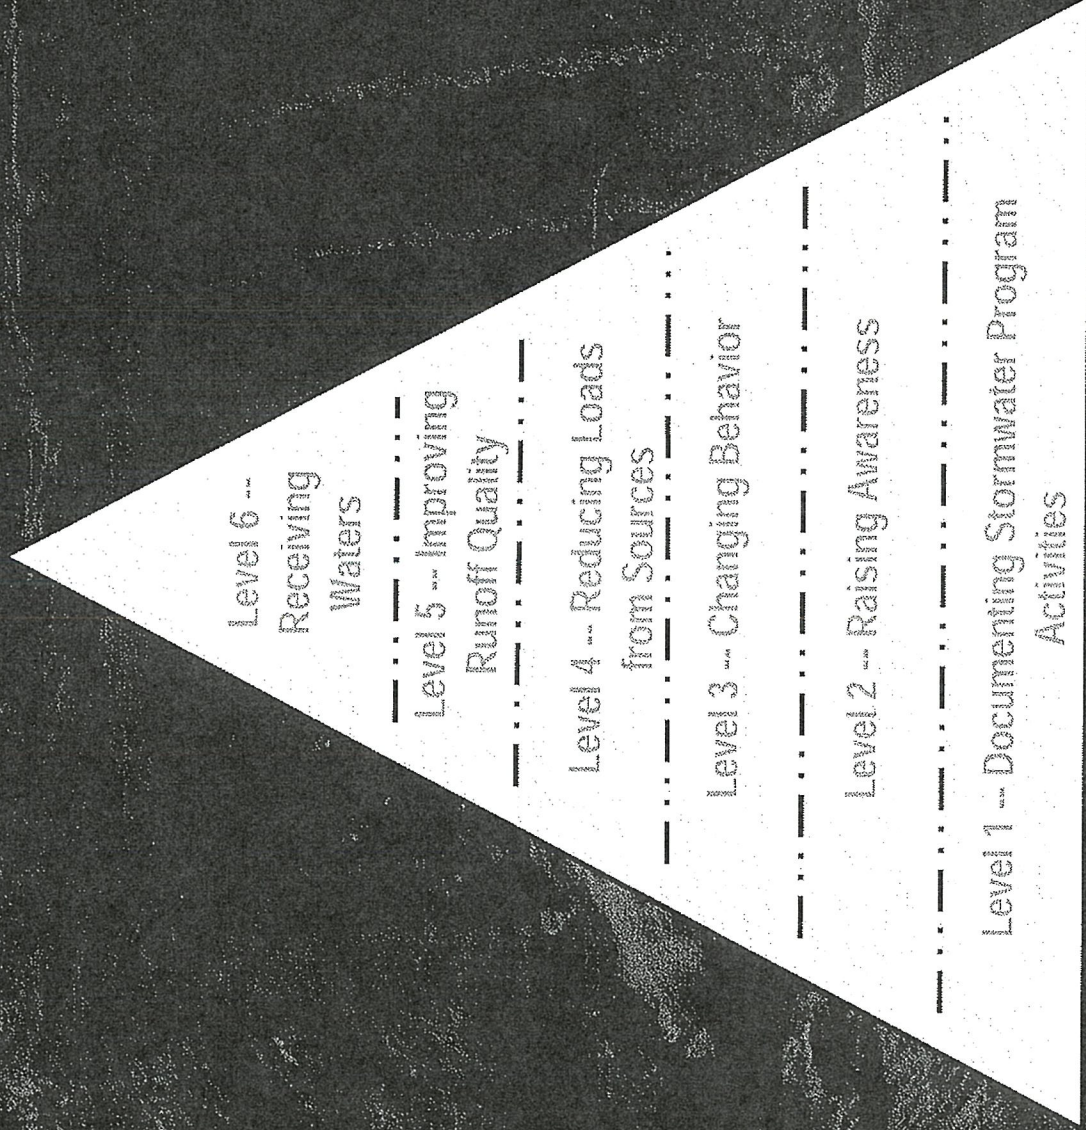 Level 6 --
Receiving
Waters
Level 5 -- Improving
Runoff Quality
Level 4 -- Reducing Loads
from Sources
Level 3 -- Changing Behavior
Level 2 -- Raising Awareness
Level 1 -- Documenting Stormwater Program
Activities